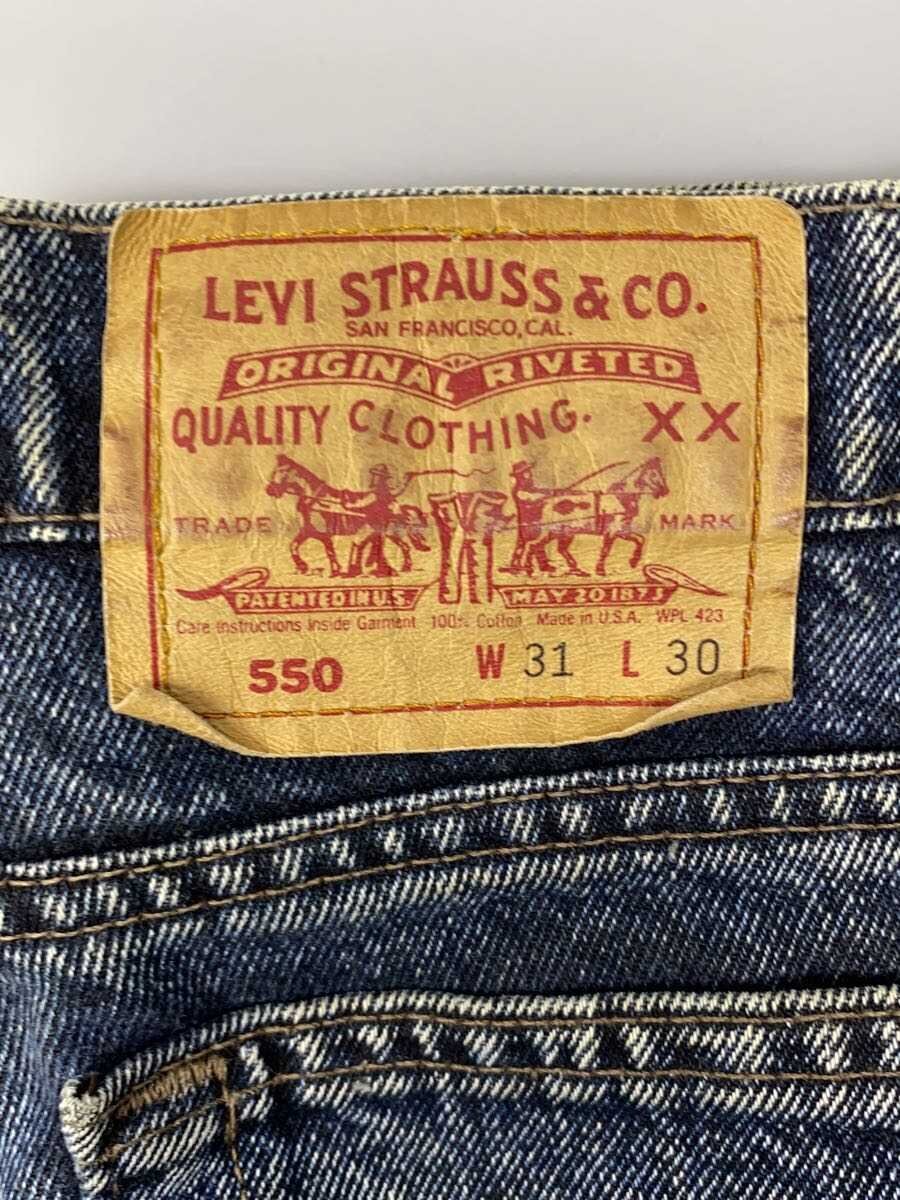 LEVI STRAUSS & CO.
SAN FRANCISCO, CAL.
ORIGINAL RIVETED
QUALITY CLOTHING. XX
TRADE MARK
PATENTED IN U.S. MAY 20 1873
Care Instructions Inside Garment 100% Cotton Made in U.S.A. WPL 423
550 W 31 L 30